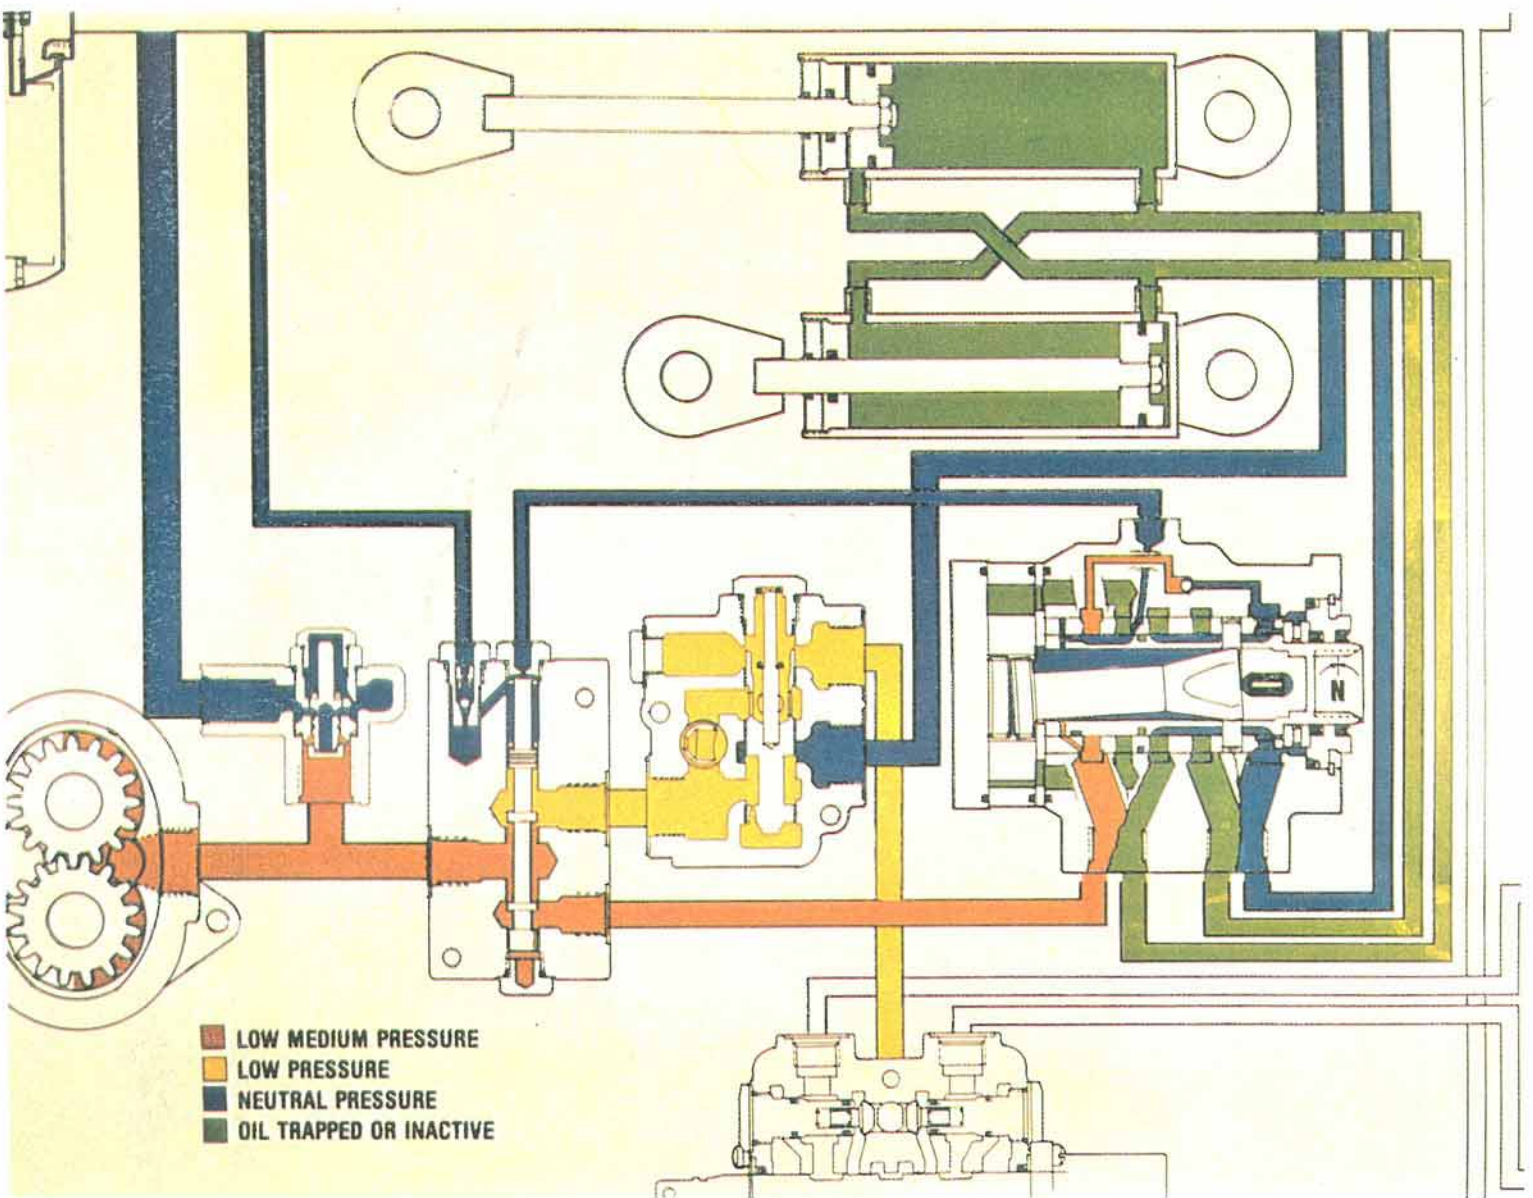 N
LOW MEDIUM PRESSURE
LOW PRESSURE
NEUTRAL PRESSURE
OIL TRAPPED OR INACTIVE